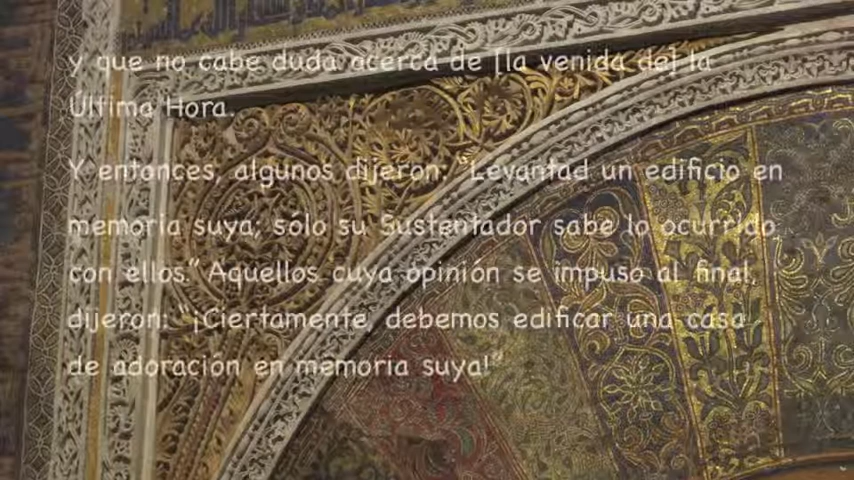 y que no cabe duda acerca de [la venida de] la
Última Hora.
Y entonces, algunos dijeron: “Levantad un edificio en
memoria suya; sólo su Sustentador sabe lo ocurrido
con ellos.” Aquellos cuya opinión se impuso al final,
dijeron: “¡Ciertamente, debemos edificar una casa
de adoración en memoria suya!”